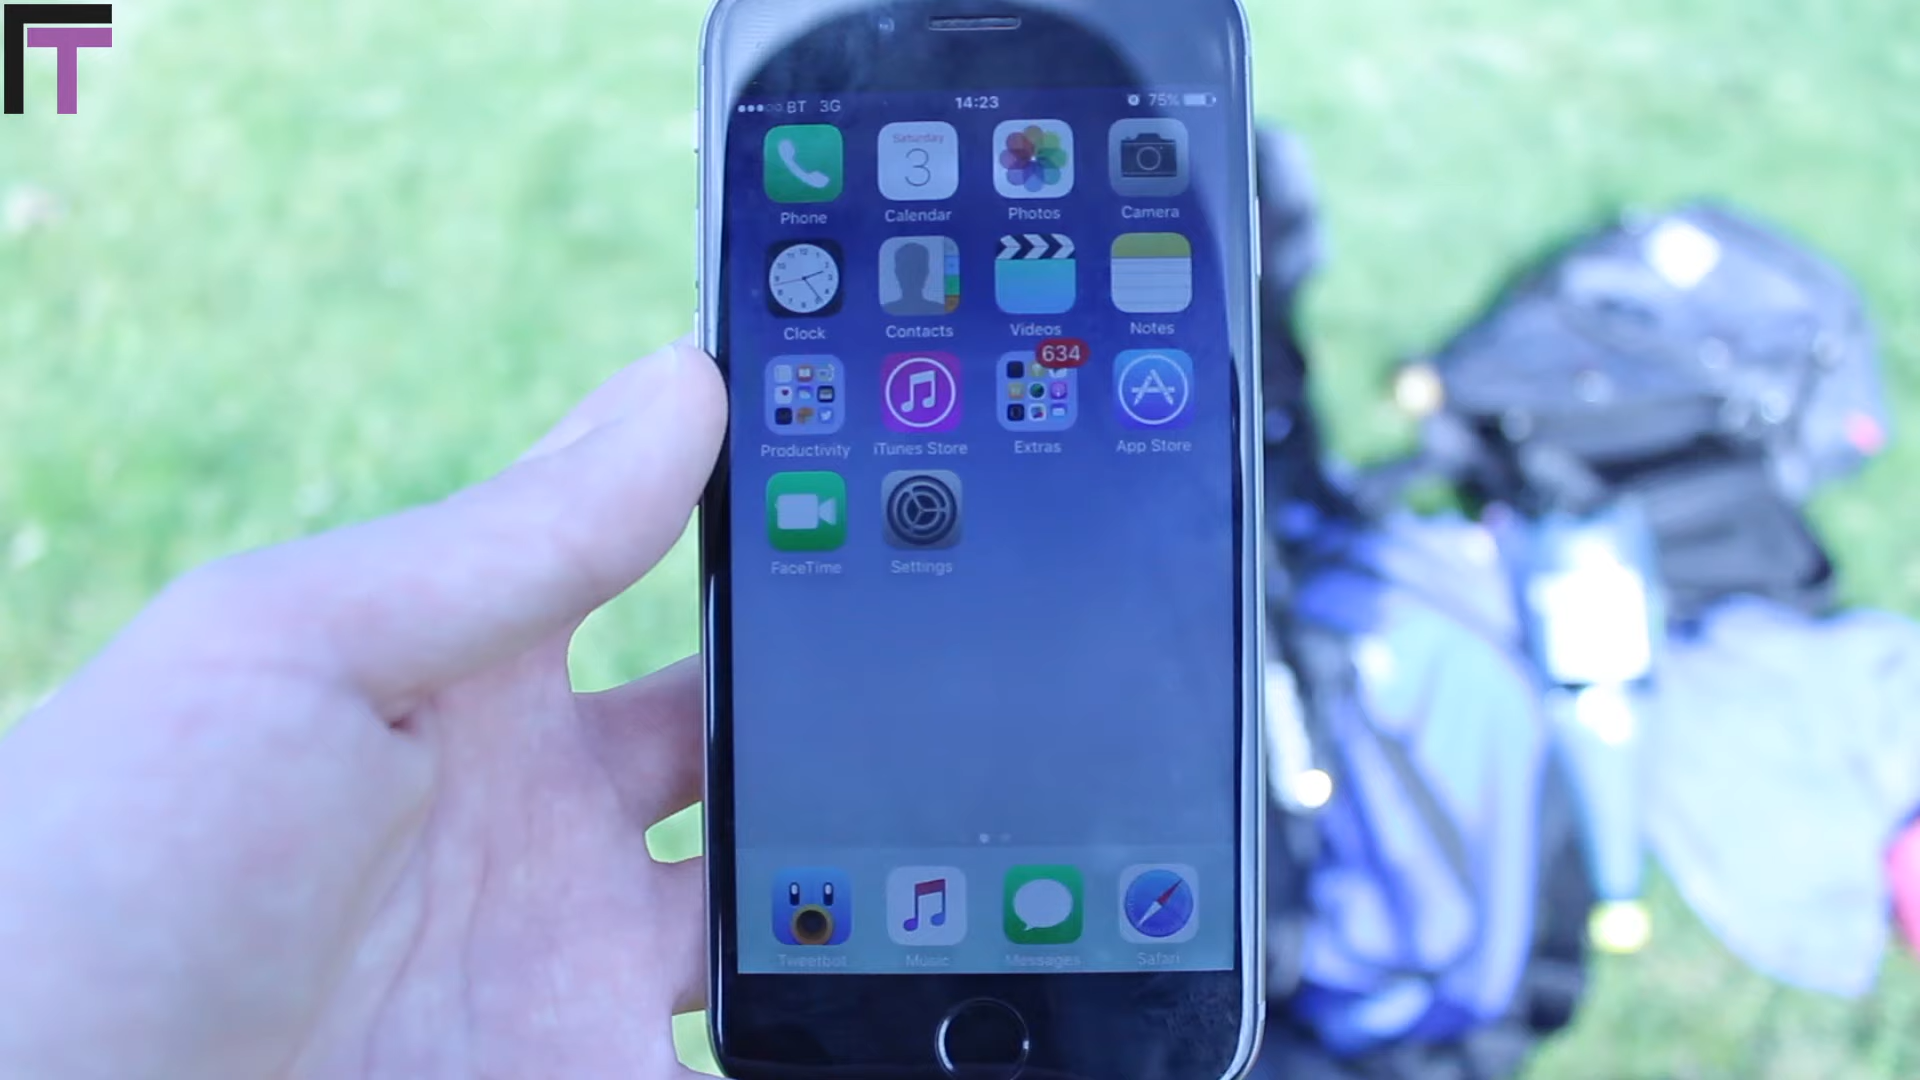 T
BT 3G 14:23 75%
Saturday
3
Phone Calendar Photos Camera
Clock Contacts Videos Notes
634
Productivity iTunes Store Extras App Store
FaceTime Settings
Tweetbot Music Messages Safari